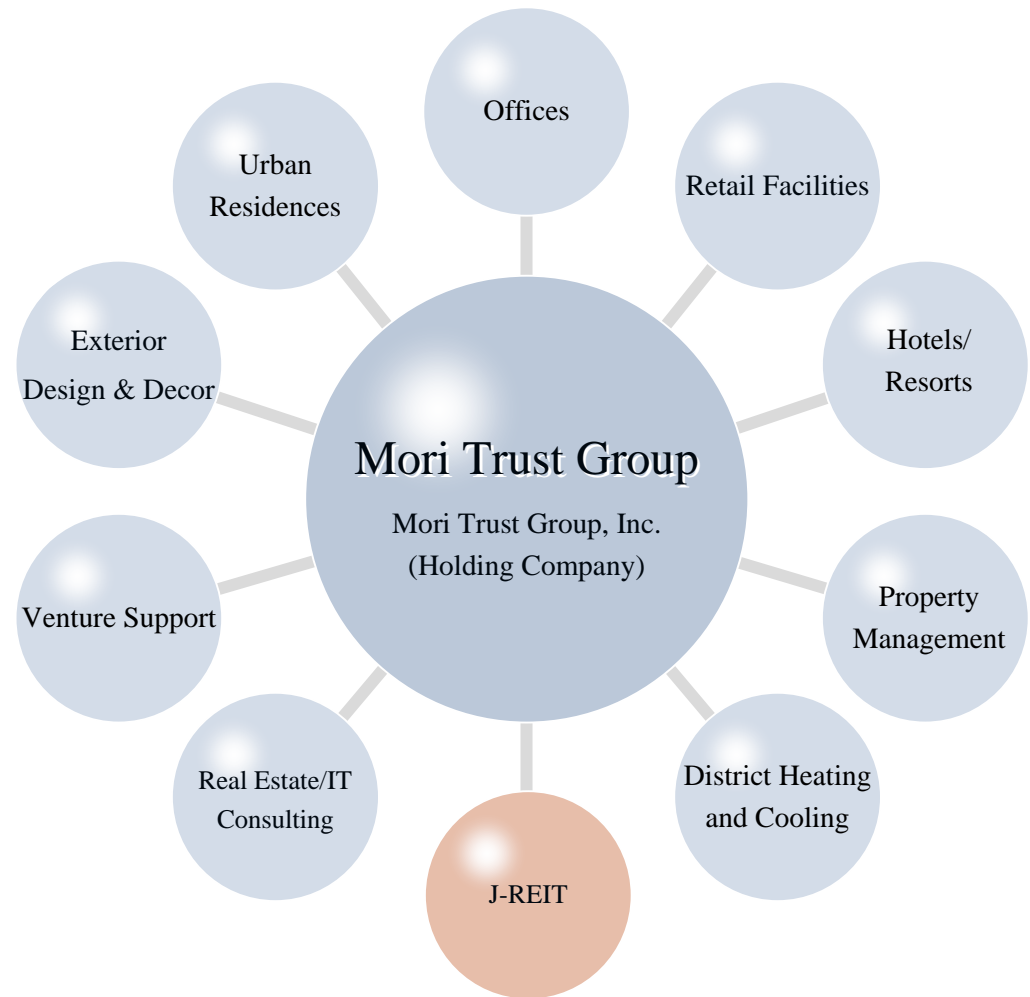 Offices
Urban
Residences
Retail Facilities
Exterior
Design & Decor
Hotels/
Resorts
Mori Trust Group
Mori Trust Group, Inc.
(Holding Company)
Venture Support
Property
Management
Real Estate/IT
Consulting
District Heating
and Cooling
J-REIT